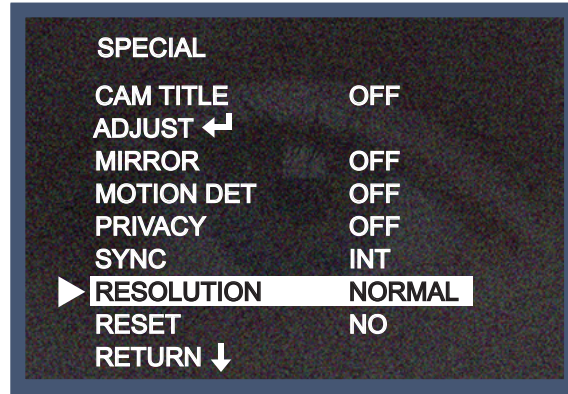 SPECIAL
CAM TITLE OFF
ADJUST ↵
MIRROR OFF
MOTION DET OFF
PRIVACY OFF
SYNC INT
RESOLUTION NORMAL
RESET NO
RETURN ↓